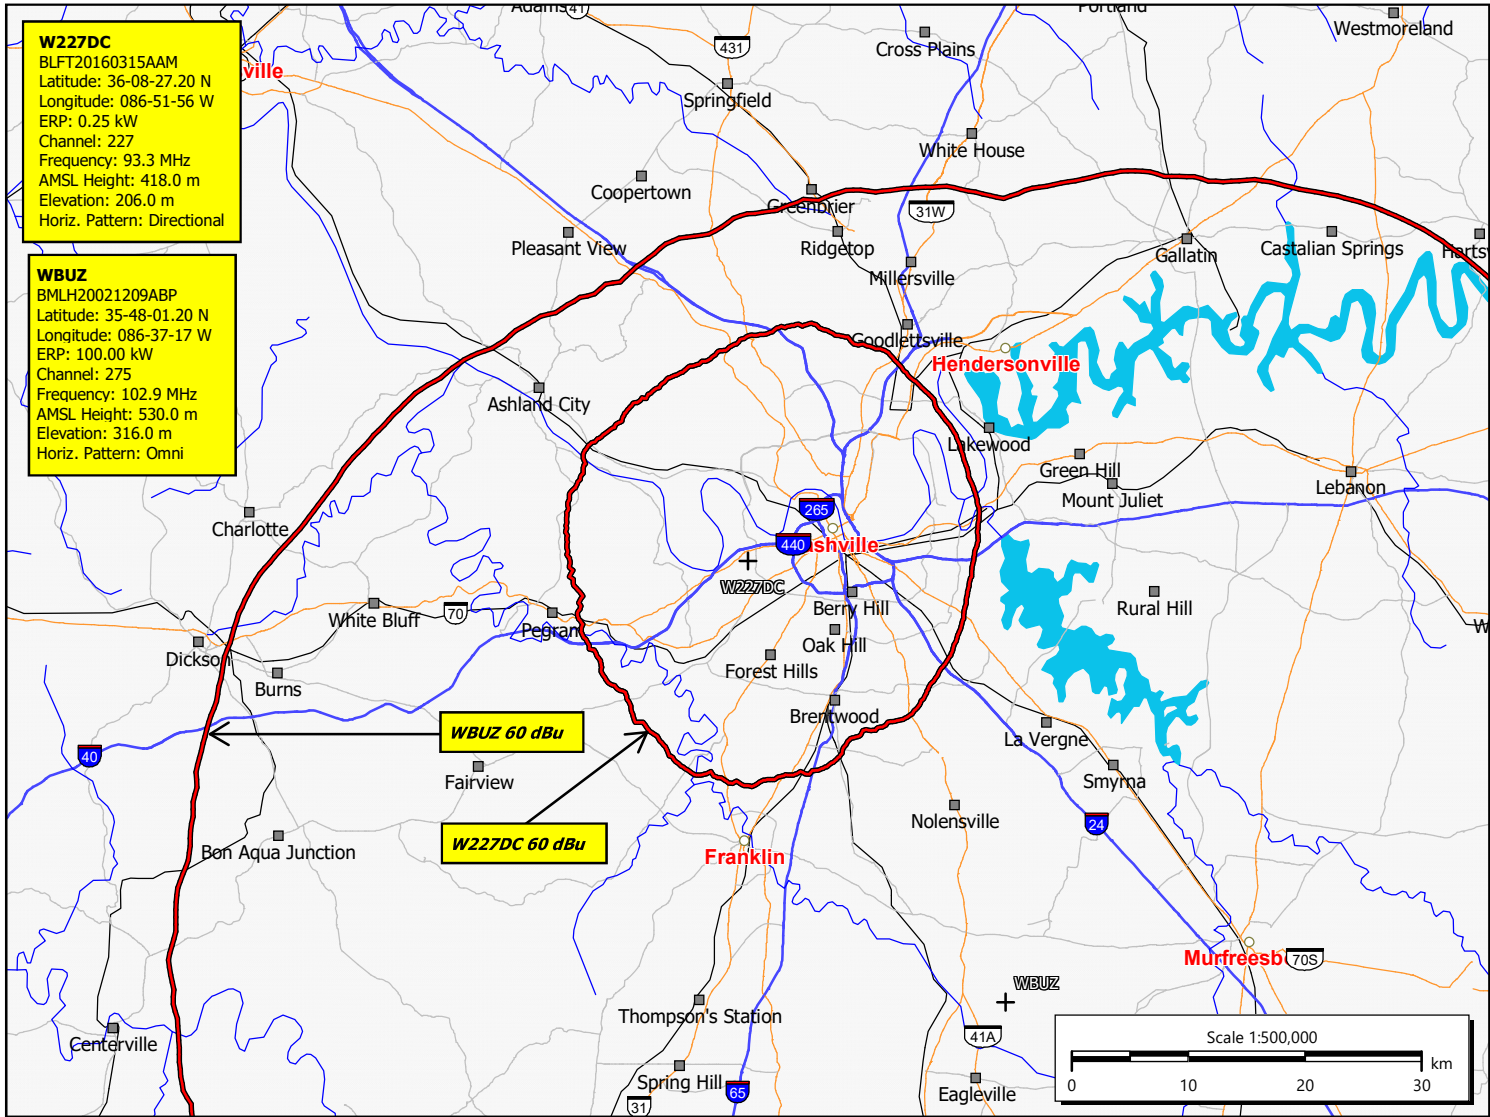 Adams
41
Portland
Westmoreland
W227DC
BLFT20160315AAM
Latitude: 36-08-27.20 N
Longitude: 086-51-56 W
ERP: 0.25 kW
Channel: 227
Frequency: 93.3 MHz
AMSL Height: 418.0 m
Elevation: 206.0 m
Horiz. Pattern: Directional
ville
431
Cross Plains
Springfield
White House
Coopertown
Greenbrier
31W
Pleasant View
Ridgetop
Gallatin
Castalian Springs
Harts
Millersville
WBUZ
BMLH20021209ABP
Latitude: 35-48-01.20 N
Longitude: 086-37-17 W
ERP: 100.00 kW
Channel: 275
Frequency: 102.9 MHz
AMSL Height: 530.0 m
Elevation: 316.0 m
Horiz. Pattern: Omni
Goodlettsville
Hendersonville
Ashland City
Lakewood
Green Hill
Mount Juliet
Lebanon
Charlotte
265
440
ashville
W227DC
Berry Hill
Rural Hill
White Bluff
70
Pegram
Oak Hill
W
Dickson
Forest Hills
Burns
Brentwood
WBUZ 60 dBu
La Vergne
40
Fairview
Smyrna
Nolensville
24
W227DC 60 dBu
Bon Aqua Junction
Franklin
Murfreesb
70S
WBUZ
Thompson's Station
41A
Centerville
Spring Hill
65
31
Eagleville
Scale 1:500,000
km
0 10 20 30